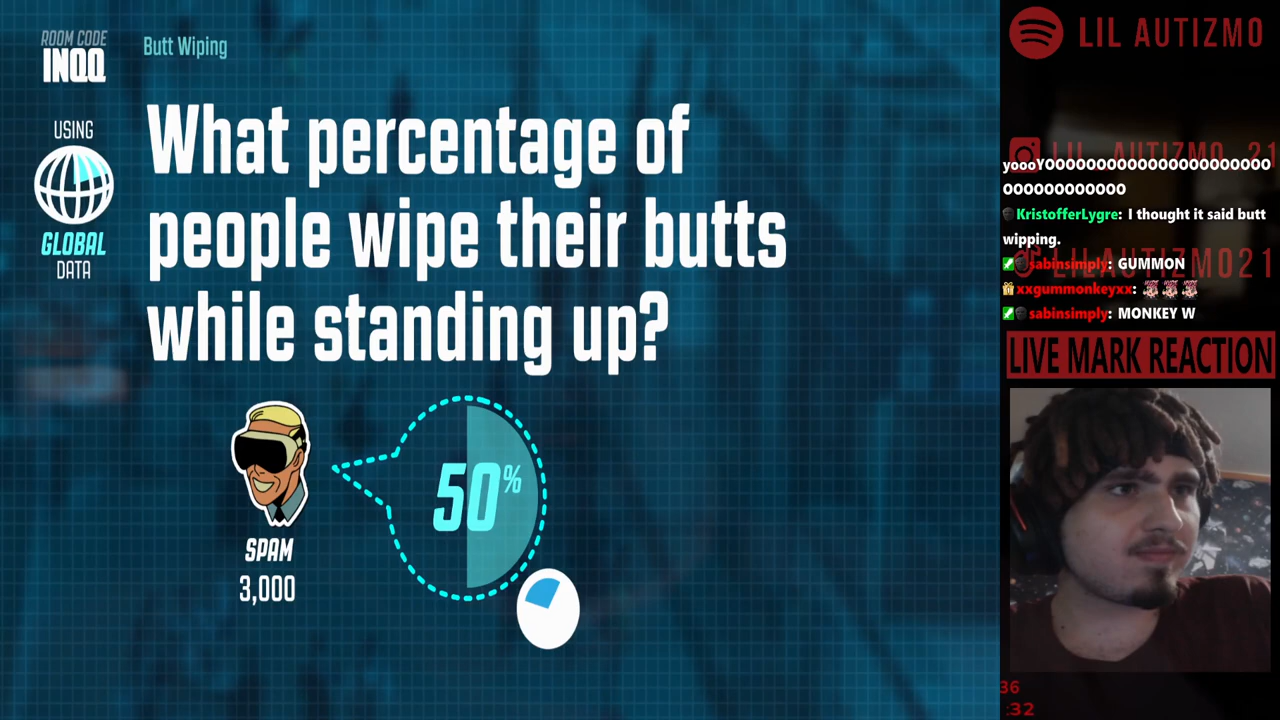 ROOM CODE
INQQ
Butt Wiping
USING
GLOBAL
DATA
What percentage of
people wipe their butts
while standing up?
50%
SPAM
3,000
LIL AUTIZMO
LIL_AUTIZMO_21
yoooYOOOOOOOOOOOOOOOOOOOOOO
OOOOOOOOOOOO
KristofferLygre: I thought it said butt
wipping.
LILAUTIZMO21
sabinsimply: GUMMON
xxgummonkeyxx:
sabinsimply: MONKEY W
LIVE MARK REACTION
36
:32